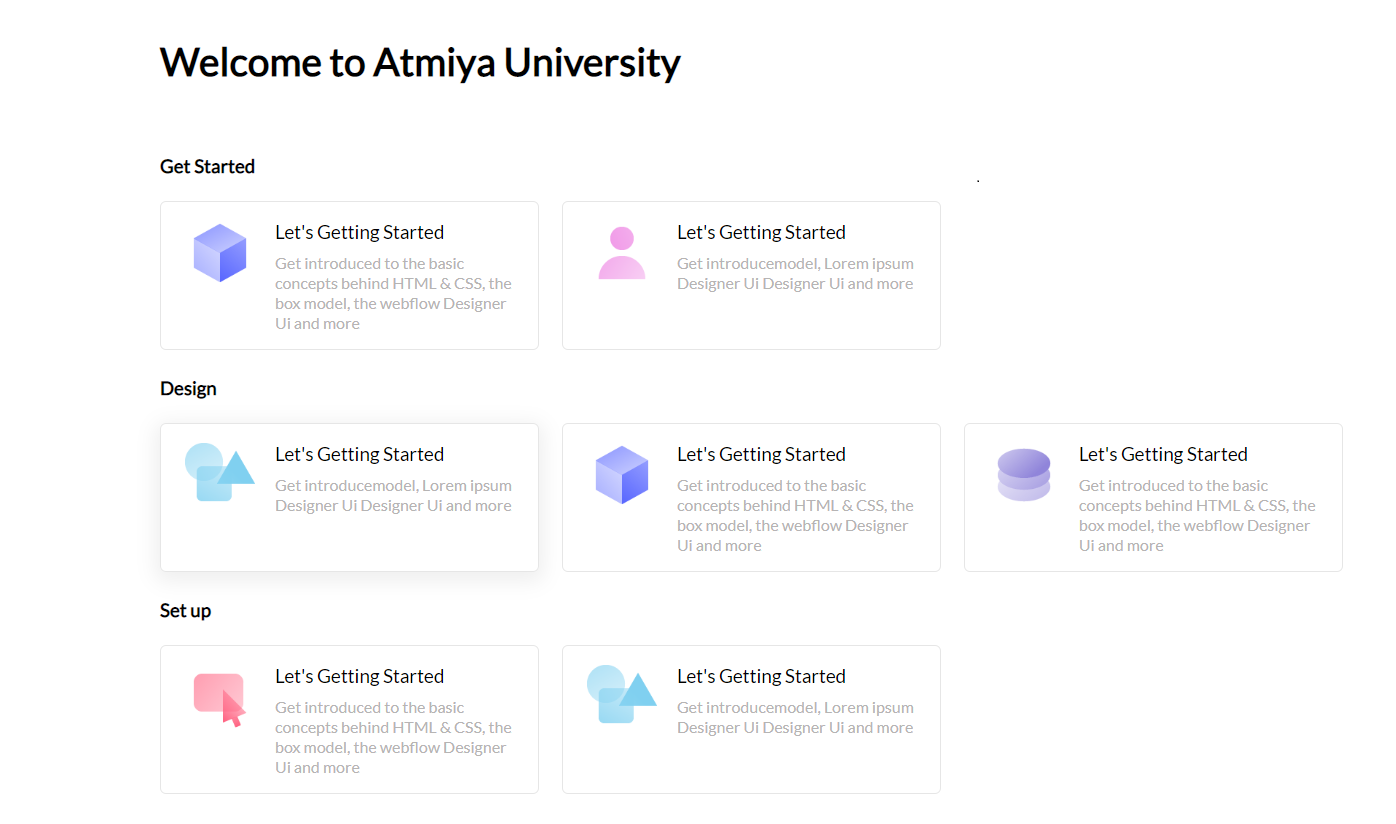 Welcome to Atmiya University
Get Started
Let's Getting Started
Get introduced to the basic
concepts behind HTML & CSS, the
box model, the webflow Designer
Ui and more
Let's Getting Started
Get introducemodel, Lorem ipsum
Designer Ui Designer Ui and more
Design
Let's Getting Started
Get introducemodel, Lorem ipsum
Designer Ui Designer Ui and more
Let's Getting Started
Get introduced to the basic
concepts behind HTML & CSS, the
box model, the webflow Designer
Ui and more
Let's Getting Started
Get introduced to the basic
concepts behind HTML & CSS, the
box model, the webflow Designer
Ui and more
Set up
Let's Getting Started
Get introduced to the basic
concepts behind HTML & CSS, the
box model, the webflow Designer
Ui and more
Let's Getting Started
Get introducemodel, Lorem ipsum
Designer Ui Designer Ui and more